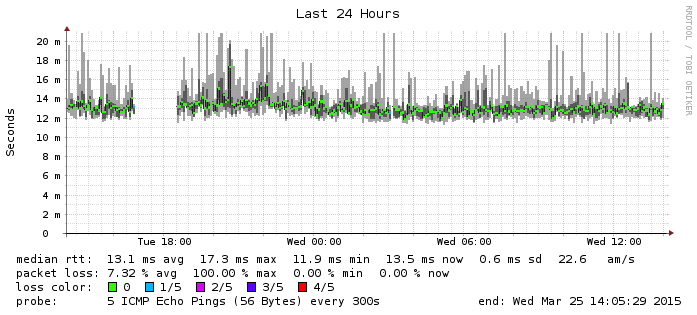 Last 24 Hours
RRDTOOL / TOBI OETIKER
Seconds
20 m
18 m
16 m
14 m
12 m
10 m
8 m
6 m
4 m
2 m
0
Tue 18:00 Wed 00:00 Wed 06:00 Wed 12:00
median rtt: 13.1 ms avg 17.3 ms max 11.9 ms min 13.5 ms now 0.6 ms sd 22.6 am/s
packet loss: 7.32 % avg 100.00 % max 0.00 % min 0.00 % now
loss color: 0 1/5 2/5 3/5 4/5
probe: 5 ICMP Echo Pings (56 Bytes) every 300s end: Wed Mar 25 14:05:29 2015